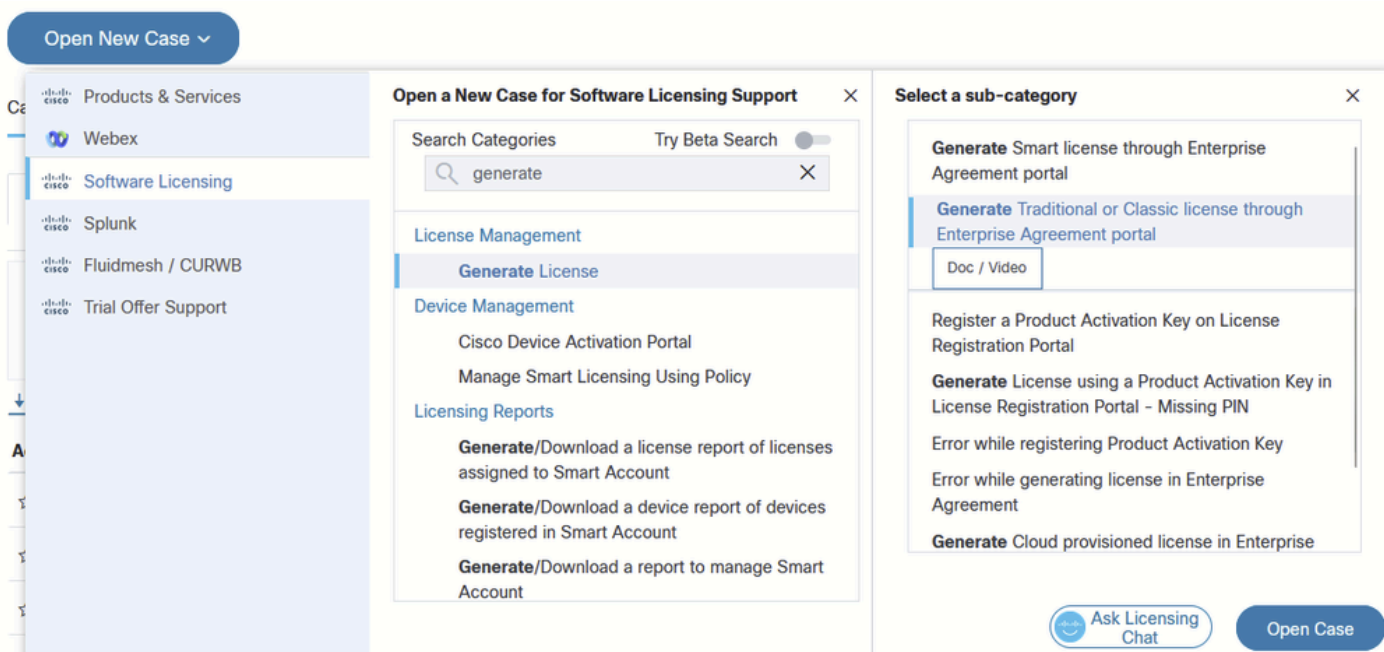 Open New Case
Ca
cisco Products & Services
Webex
cisco Software Licensing
cisco Splunk
cisco Fluidmesh / CURWB
cisco Trial Offer Support
A
Open a New Case for Software Licensing Support
Search Categories Try Beta Search
generate
License Management
Generate License
Device Management
Cisco Device Activation Portal
Manage Smart Licensing Using Policy
Licensing Reports
Generate/Download a license report of licenses
assigned to Smart Account
Generate/Download a device report of devices
registered in Smart Account
Generate/Download a report to manage Smart
Account
Select a sub-category
Generate Smart license through Enterprise
Agreement portal
Generate Traditional or Classic license through
Enterprise Agreement portal
Doc / Video
Register a Product Activation Key on License
Registration Portal
Generate License using a Product Activation Key in
License Registration Portal - Missing PIN
Error while registering Product Activation Key
Error while generating license in Enterprise
Agreement
Generate Cloud provisioned license in Enterprise
Ask Licensing
Chat
Open Case